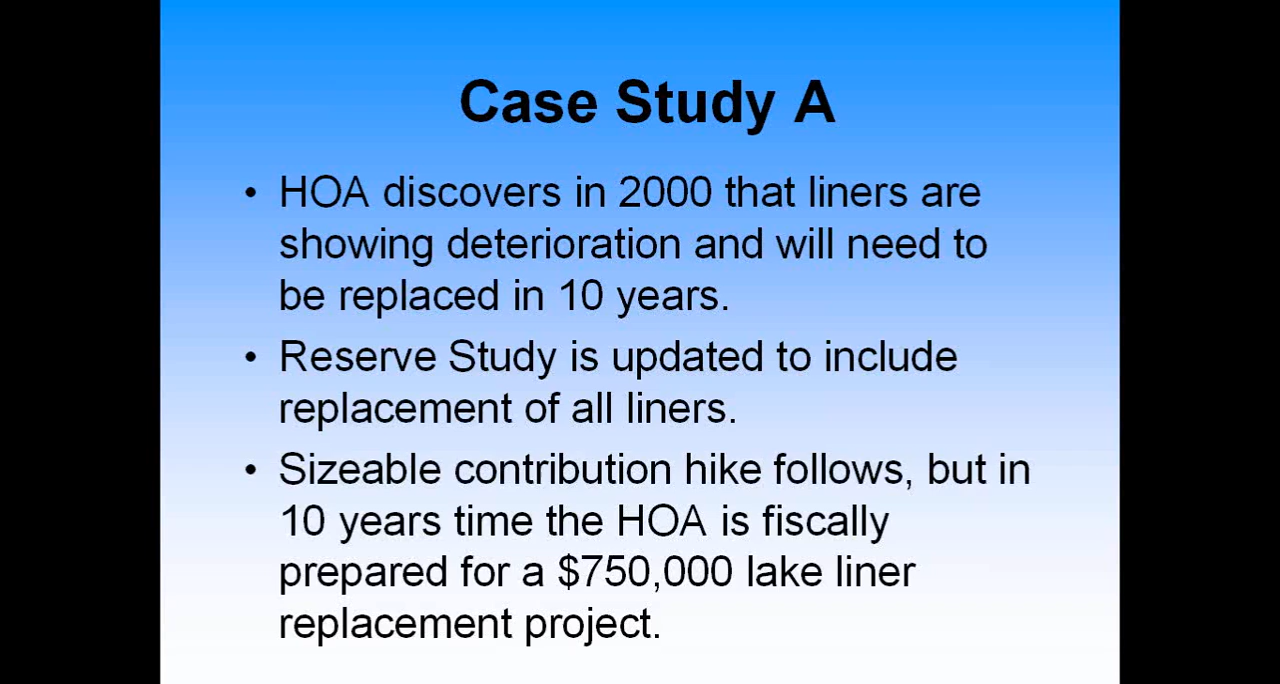 Case Study A
• HOA discovers in 2000 that liners are
showing deterioration and will need to
be replaced in 10 years.
• Reserve Study is updated to include
replacement of all liners.
• Sizeable contribution hike follows, but in
10 years time the HOA is fiscally
prepared for a $750,000 lake liner
replacement project.